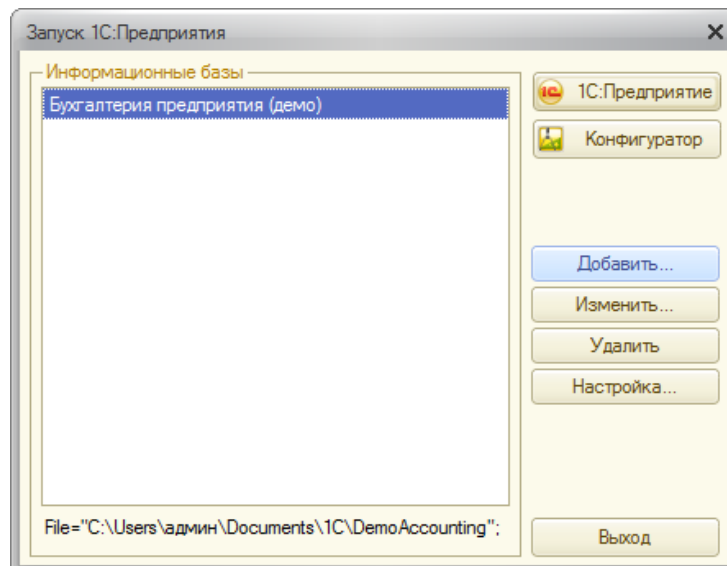 Запуск 1С:Предприятия
Информационные базы
Бухгалтерия предприятия (демо)
1С:Предприятие
Конфигуратор
Добавить...
Изменить...
Удалить
Настройка...
File="C:\Users\админ\Documents\1C\DemoAccounting";
Выход